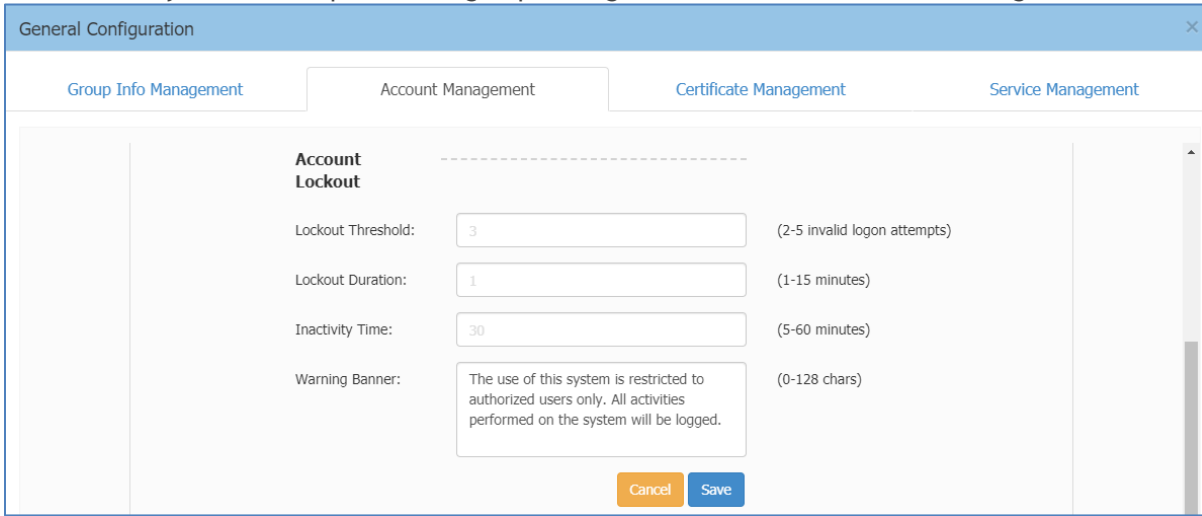 General Configuration ×
Group Info Management Account Management Certificate Management Service Management
Account
Lockout
Lockout Threshold: 3 (2-5 invalid logon attempts)
Lockout Duration: 1 (1-15 minutes)
Inactivity Time: 30 (5-60 minutes)
Warning Banner: The use of this system is restricted to (0-128 chars)
authorized users only. All activities
performed on the system will be logged.
Cancel Save